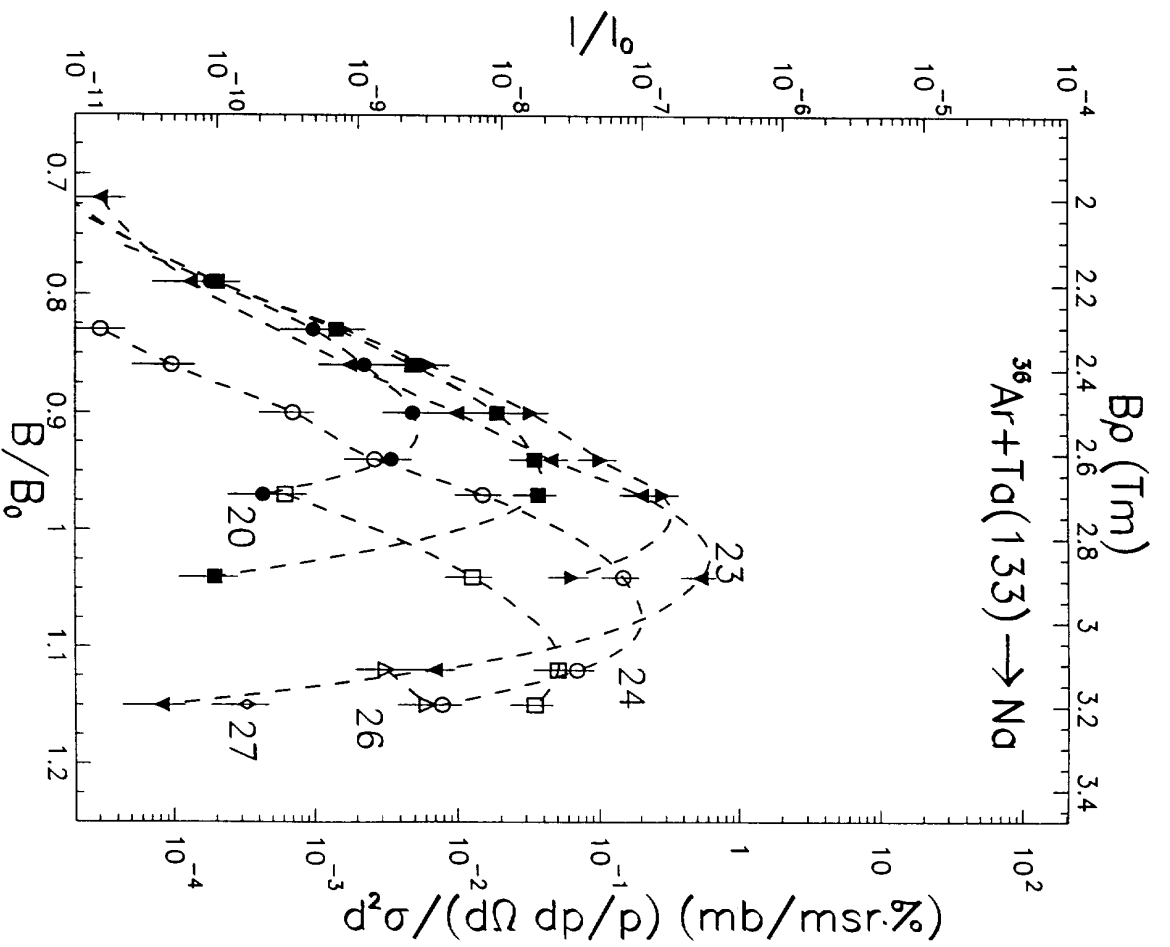 I/I₀
10⁻¹¹ 10⁻¹⁰ 10⁻⁹ 10⁻⁸ 10⁻⁷ 10⁻⁶ 10⁻⁵ 10⁻⁴
Bρ (Tm)
2 2.2 2.4 2.6 2.8 3 3.2 3.4
³⁶Ar+Ta(133)→Na
20
23
24
26
27
0.7 0.8 0.9 1 1.1 1.2
B/B₀
10⁻⁴ 10⁻³ 10⁻² 10⁻¹ 1 10 10²
d²σ/(dΩ dp/p) (mb/msr·%)